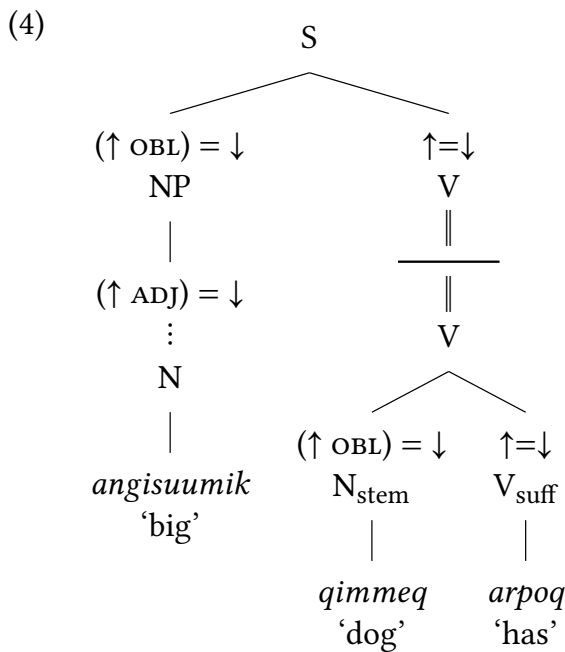 (4)
S
(↑ OBL) = ↓ ↑=↓
NP V
(↑ ADJ) = ↓
⋮ V
N
(↑ OBL) = ↓ ↑=↓
angisuumik N_stem V_suff
‘big’
qimmeq arpoq
‘dog’ ‘has’